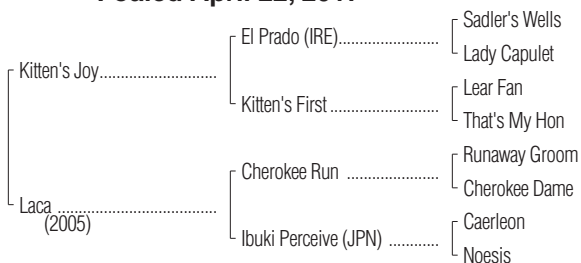 Foaled April 22,
Sadler's Wells
El Prado (IRE)........................
Lady Capulet
Kitten's Joy............................
Lear Fan
Kitten's First ..........................
That's My Hon
Runaway Groom
Cherokee Run ......................
Cherokee Dame
Laca ......................................
(2005)
Caerleon
Ibuki Perceive (JPN) ............
Noesis